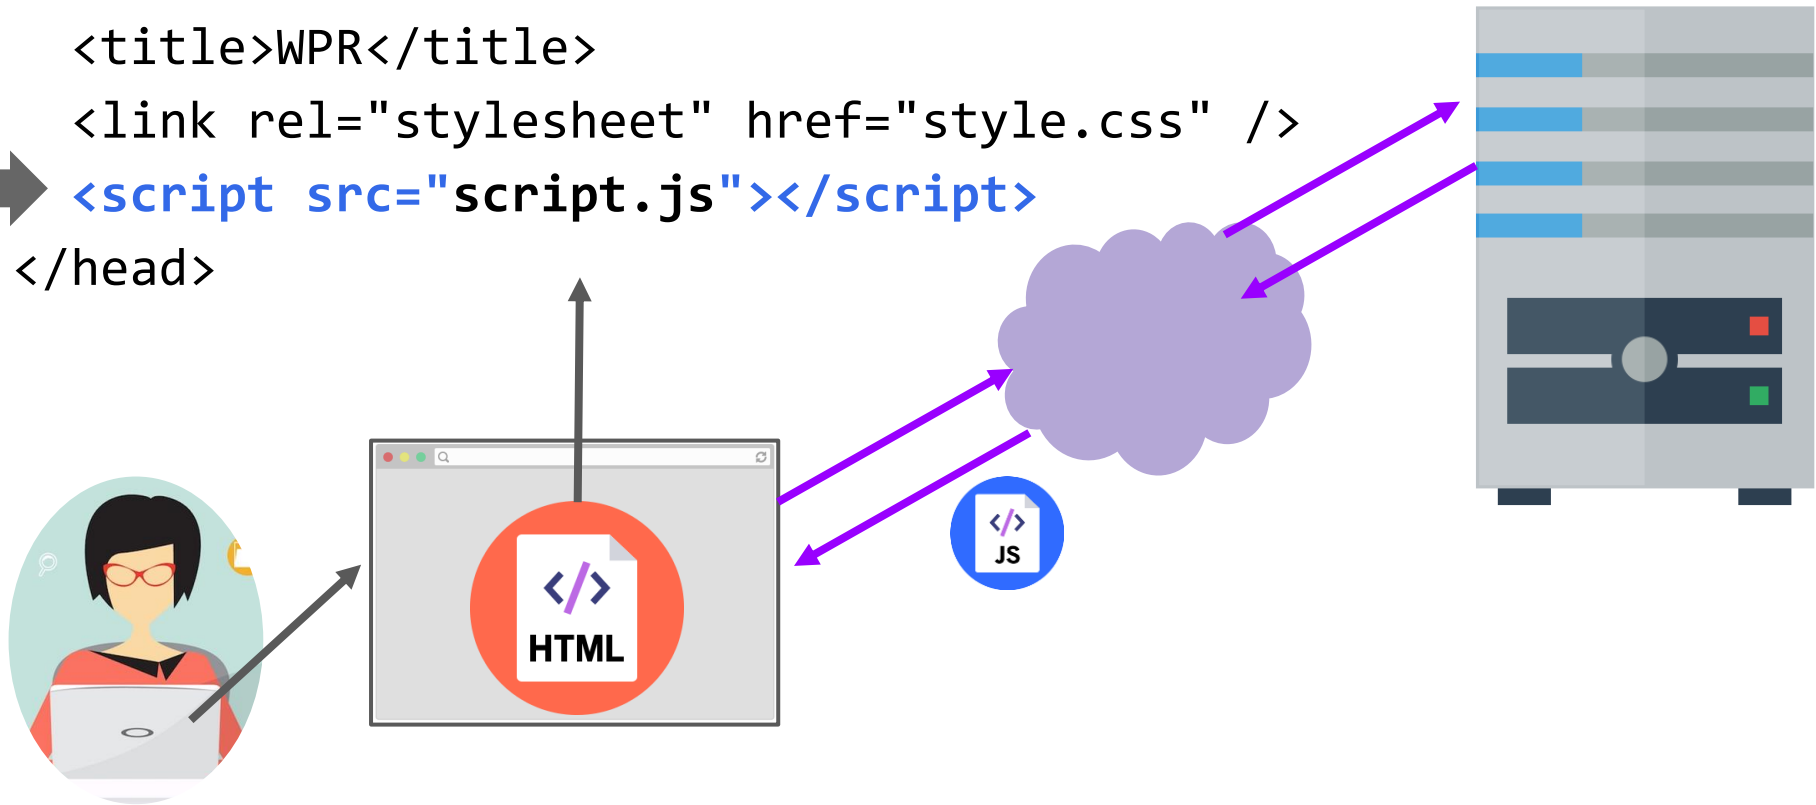 <title>WPR</title>
<link rel="stylesheet" href="style.css" />
<script src="script.js"></script>
</head>
HTML
</>
JS
</>